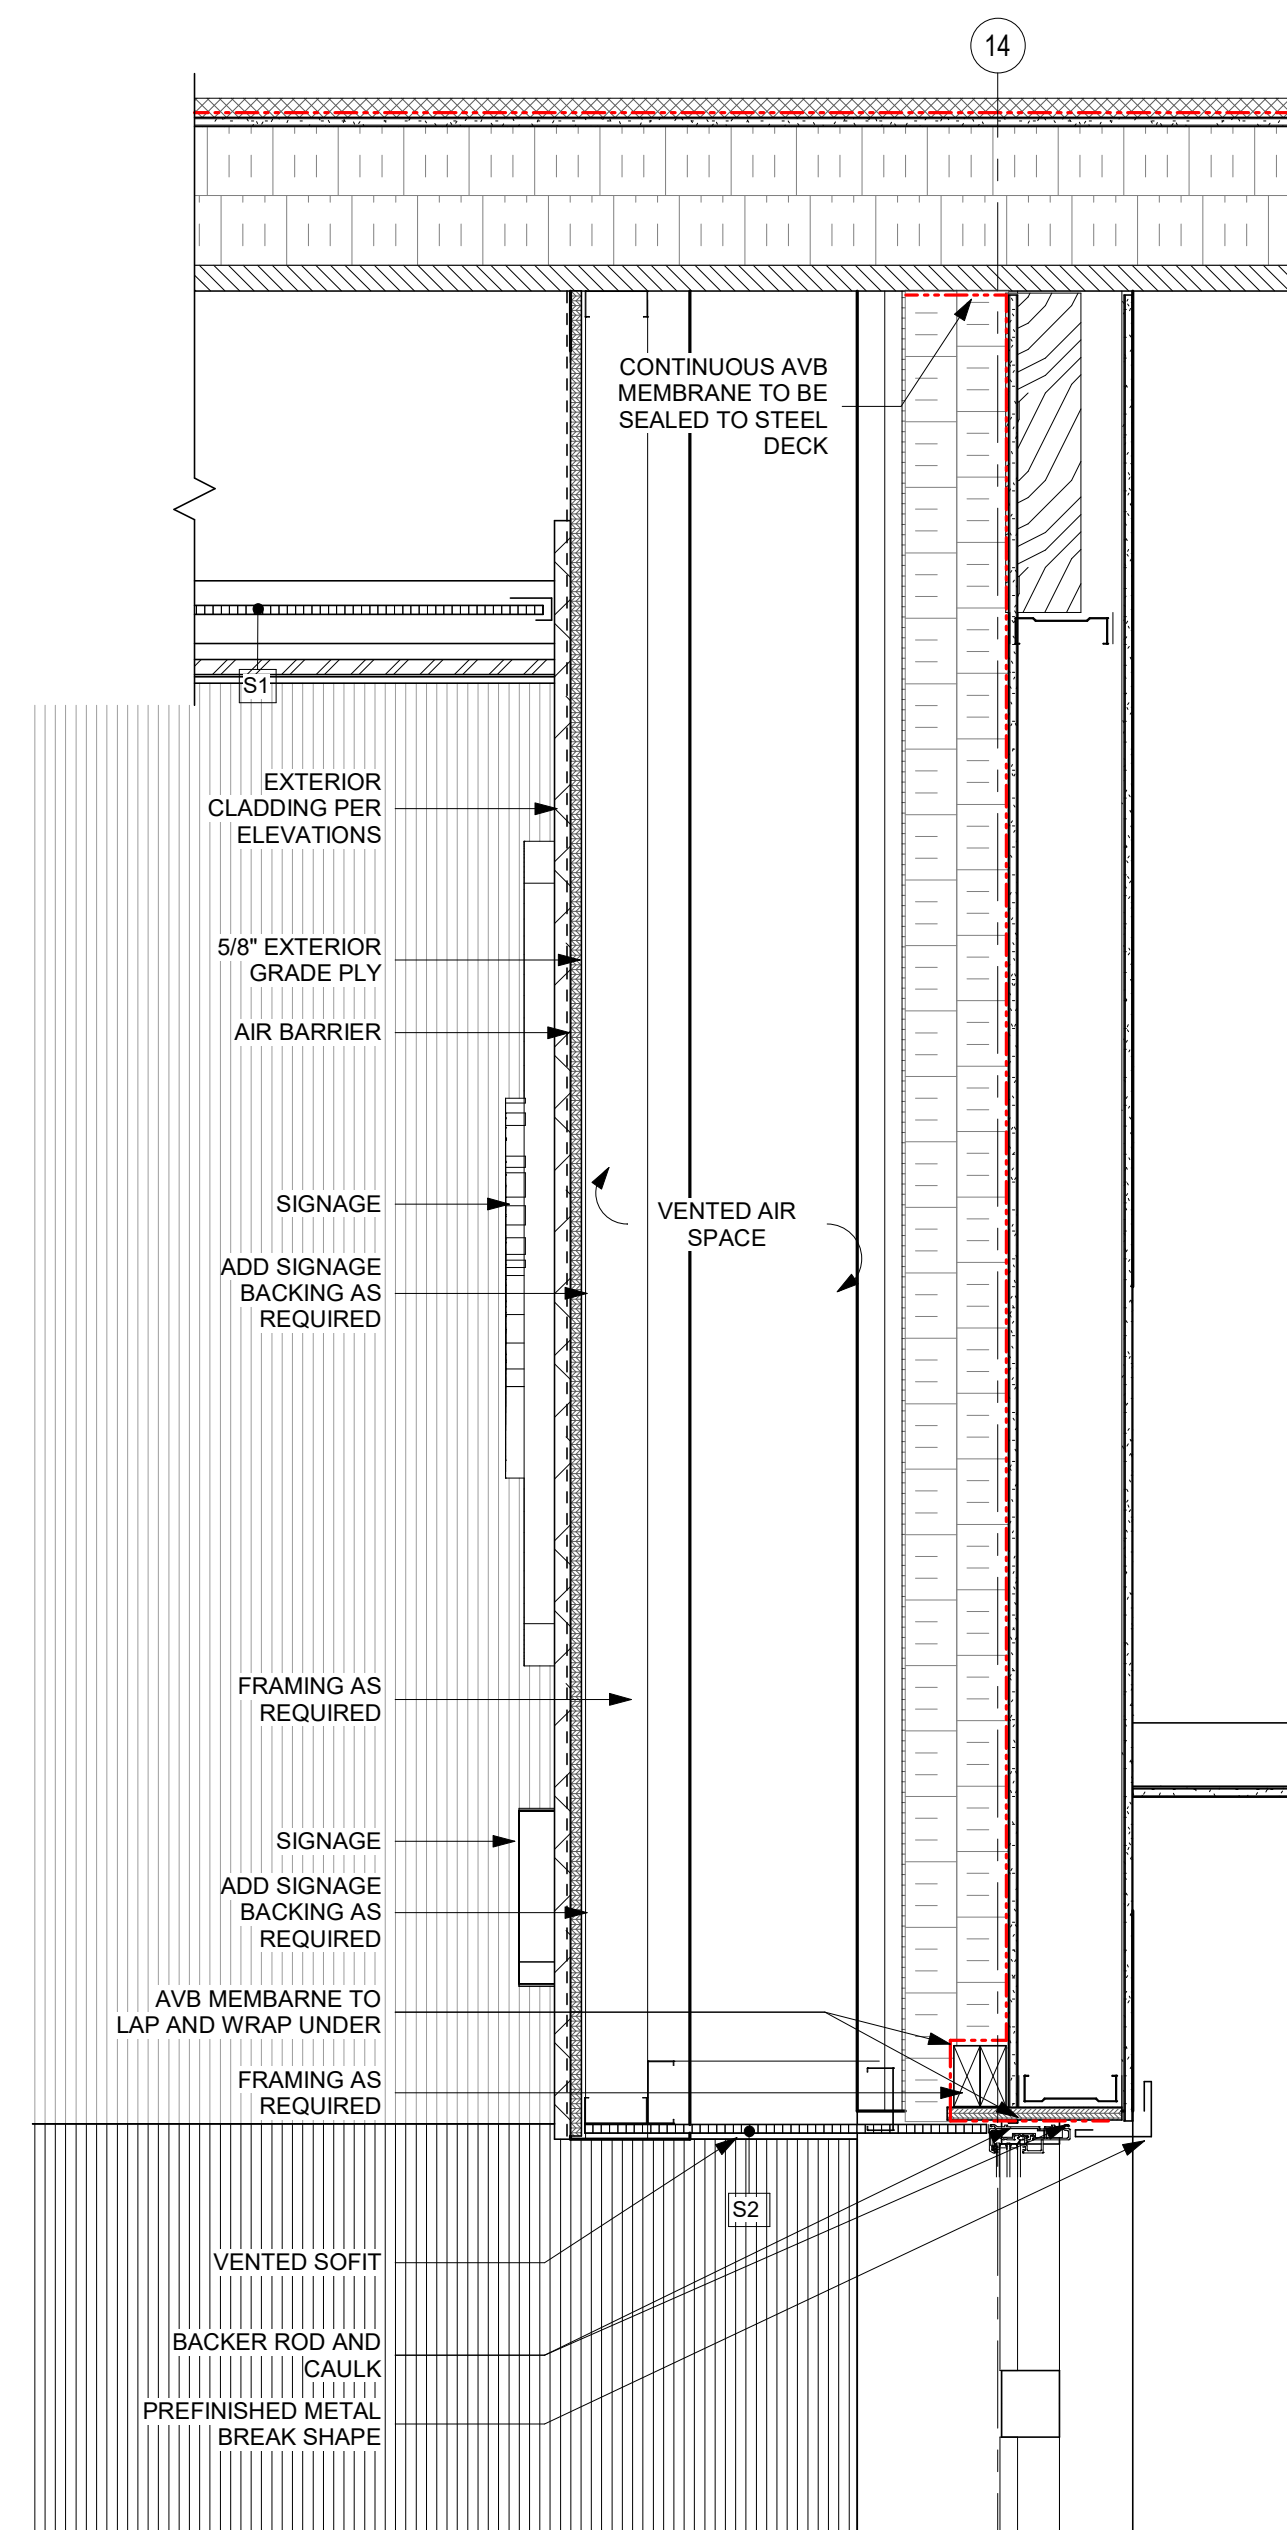 14
CONTINUOUS AVB
MEMBRANE TO BE
SEALED TO STEEL
DECK
S1
EXTERIOR
CLADDING PER
ELEVATIONS
5/8" EXTERIOR
GRADE PLY
AIR BARRIER
SIGNAGE
VENTED AIR
SPACE
ADD SIGNAGE
BACKING AS
REQUIRED
FRAMING AS
REQUIRED
SIGNAGE
ADD SIGNAGE
BACKING AS
REQUIRED
AVB MEMBARNE TO
LAP AND WRAP UNDER
FRAMING AS
REQUIRED
S2
VENTED SOFIT
BACKER ROD AND
CAULK
PREFINISHED METAL
BREAK SHAPE